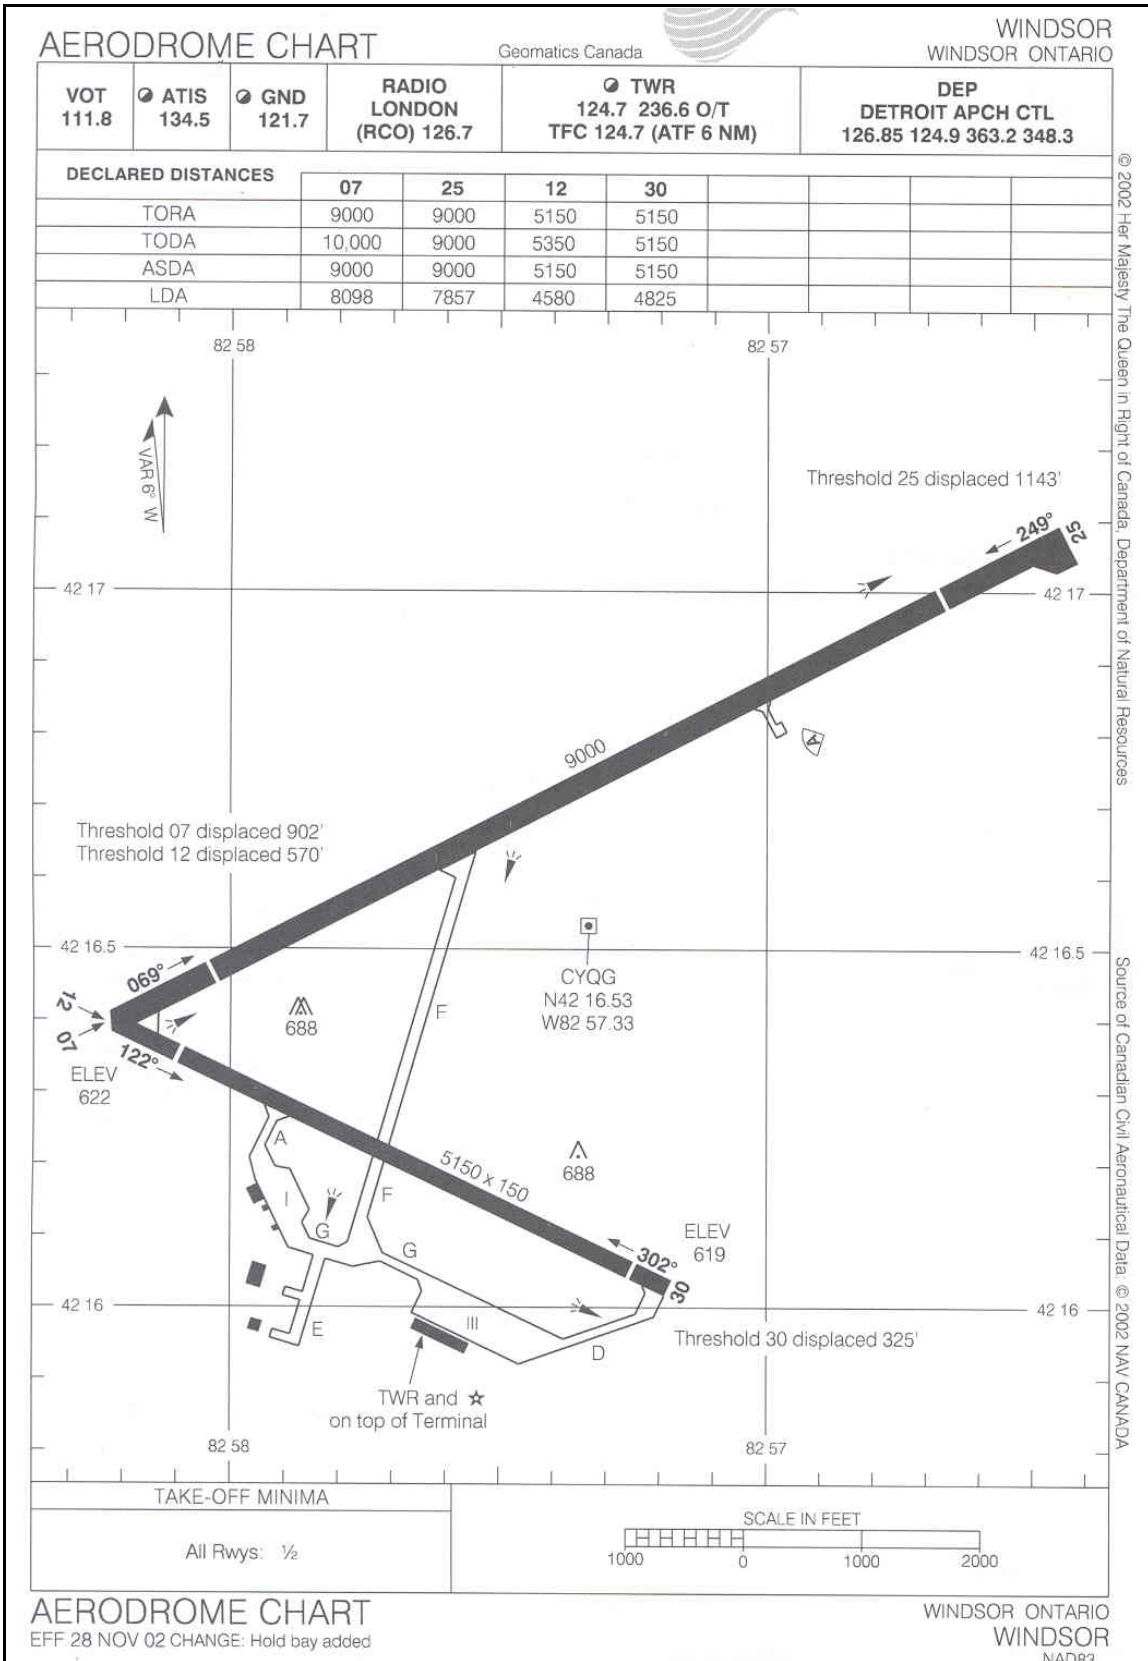 AERODROME CHART
Geomatics Canada
WINDSOR
WINDSOR ONTARIO
VOT
111.8
ATIS
134.5
GND
121.7
RADIO
LONDON
(RCO) 126.7
TWR
124.7 236.6 O/T
TFC 124.7 (ATF 6 NM)
DEP
DETROIT APCH CTL
126.85 124.9 363.2 348.3
DECLARED DISTANCES
07 25 12 30
TORA 9000 9000 5150 5150
TODA 10,000 9000 5350 5150
ASDA 9000 9000 5150 5150
LDA 8098 7857 4580 4825
82 58
82 57
VAR 6° W
Threshold 25 displaced 1143'
249°
25
42 17
42 17
A
9000
Threshold 07 displaced 902'
Threshold 12 displaced 570'
42 16.5
42 16.5
069°
12
07
122°
ELEV
622
688
F
CYQG
N42 16.53
W82 57.33
A
I
5150 x 150
688
F
G
G
ELEV
619
302°
30
42 16
42 16
E
III
D
Threshold 30 displaced 325'
TWR and ☆
on top of Terminal
82 58
82 57
© 2002 Her Majesty The Queen in Right of Canada, Department of Natural Resources
Source of Canadian Civil Aeronautical Data: © 2002 NAV CANADA
TAKE-OFF MINIMA
All Rwys: ½
SCALE IN FEET
1000 0 1000 2000
AERODROME CHART
EFF 28 NOV 02 CHANGE: Hold bay added
WINDSOR ONTARIO
WINDSOR
NAD83